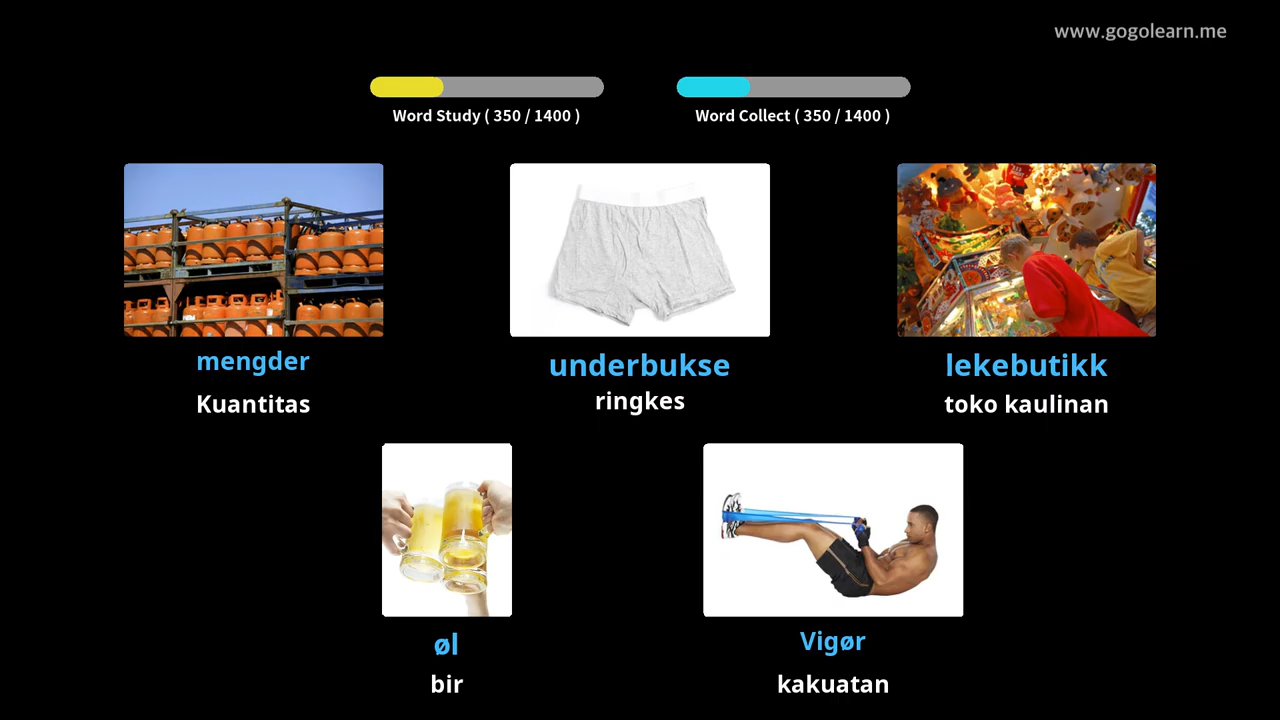 www.gogolearn.me
Word Study ( 350 / 1400 )
Word Collect ( 350 / 1400 )
mengder
Kuantitas
underbukse
ringkes
lekebutikk
toko kaulinan
øl
bir
Vigør
kakuatan